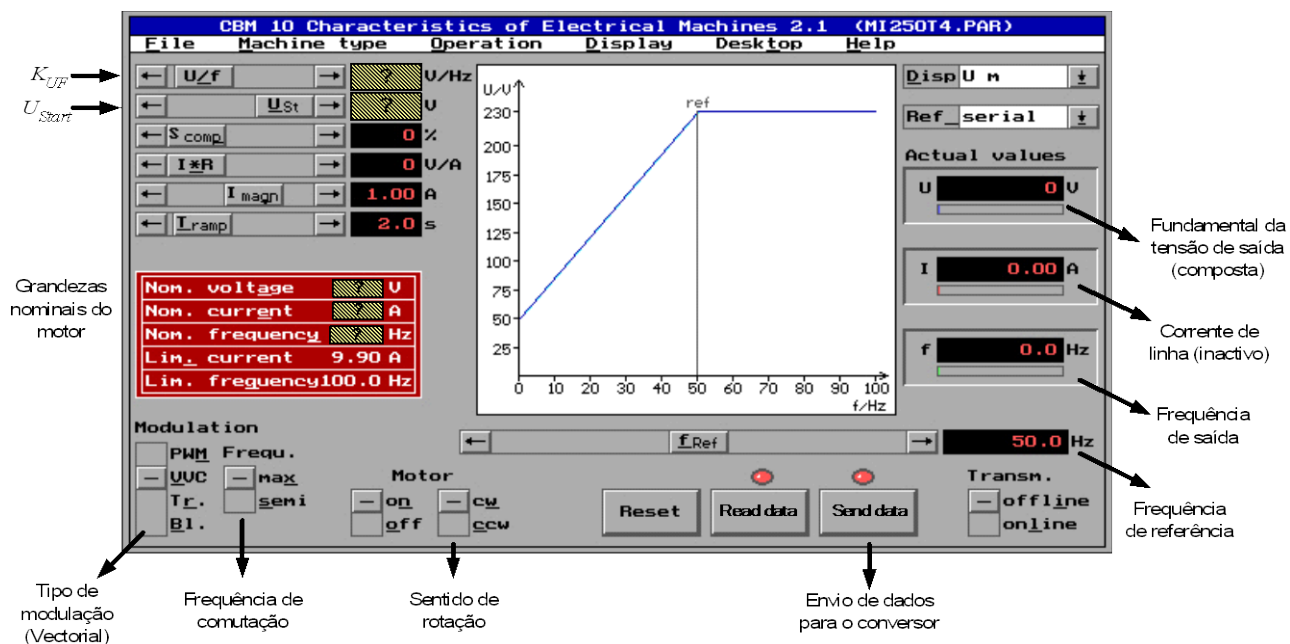 CBM 10 Characteristics of Electrical Machines 2.1 (MI250T4.PAR)
File Machine type Operation Display Desktop Help
K_UF
U_Start
U/f ? V/Hz
U St ? V
S comp 0 %
I*R 0 V/A
I magn 1.00 A
T ramp 2.0 s
Grandezas
nominais do
motor
Nom. voltage ? V
Nom. current ? A
Nom. frequency ? Hz
Lim. current 9.90 A
Lim. frequency 100.0 Hz
U/V
230
200
175
150
125
100
75
50
25
ref
0 10 20 30 40 50 60 70 80 90 100
f/Hz
Disp U m
Ref_ serial
Actual values
U 0 V
I 0.00 A
f 0.0 Hz
Fundamental da
tensão de saída
(composta)
Corrente de
linha (inactivo)
Frequência
de saída
f Ref 50.0 Hz
Frequência
de referência
Modulation
PWM
VVC
Tr.
Bl.
Frequ.
max
semi
Motor
on
off
cw
ccw
Reset
Read data
Send data
Transm.
offline
online
Tipo de
modulação
(Vectorial)
Frequência de
comutação
Sentido de
rotação
Envio de dados
para o conversor